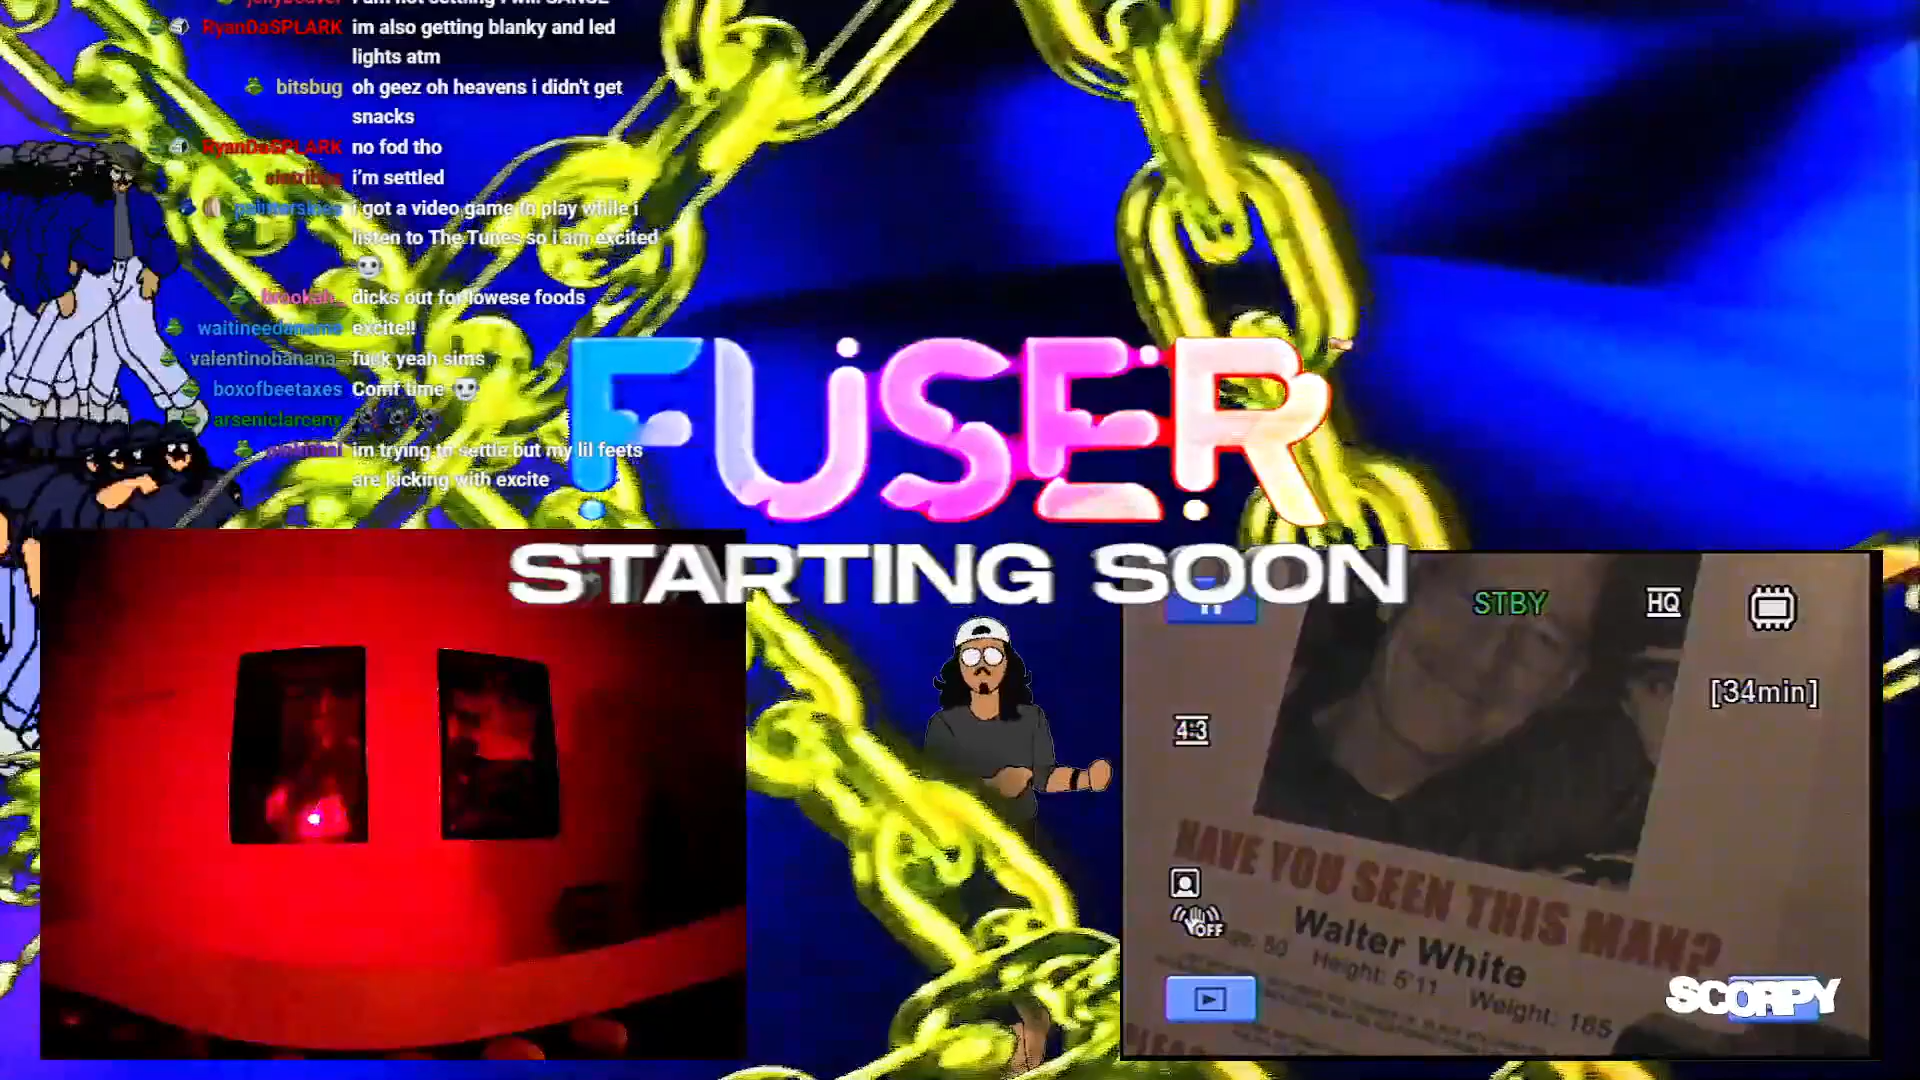 RyanDaSPLARK im also getting blanky and led
lights atm
bitsbug oh geez oh heavens i didn't get
snacks
RyanDaSPLARK no fod tho
i'm settled
i got a video game to play while i
listen to The Tunes so i am excited
brookah_ dicks out for lowese foods
waitineedaname excite!!
valentinobanana_ fuck yeah sims
boxofbeetaxes Comf time
arseniclarceny
im trying to settle but my lil feets
are kicking with excite
FUSER
STARTING SOON
STBY
HQ
[34min]
4:3
HAVE YOU SEEN THIS MAN?
OFF
Walter White
Height: 5'11
Weight: 185
SCORPY